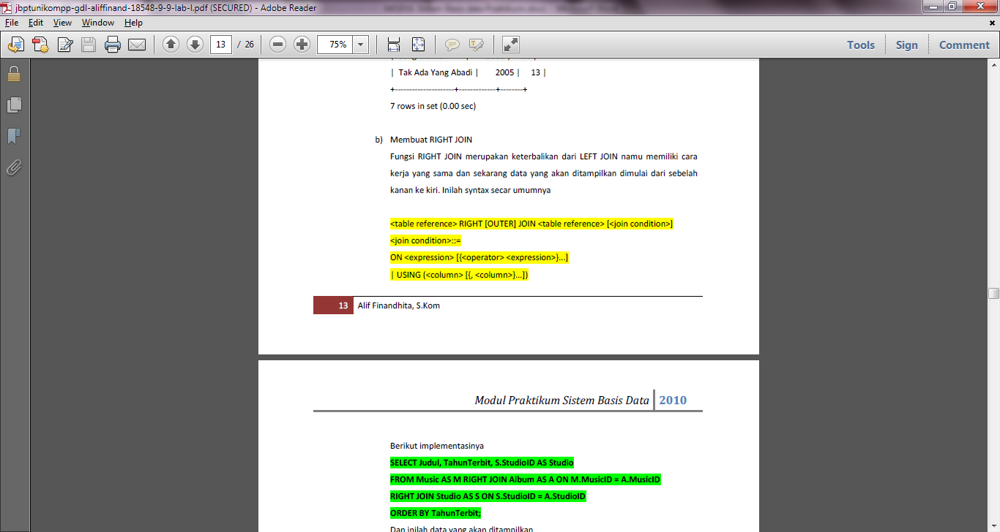 jbptunikompp-gdl-aliffinand-18548-9-9-lab-l.pdf (SECURED) - Adobe Reader
File Edit View Window Help
13 / 26 75% Tools Sign Comment
| Tak Ada Yang Abadi | 2005 | 13 |
+---------------------+-------------+--------+
7 rows in set (0.00 sec)
b) Membuat RIGHT JOIN
Fungsi RIGHT JOIN merupakan keterbalikan dari LEFT JOIN namu memiliki cara
kerja yang sama dan sekarang data yang akan ditampilkan dimulai dari sebelah
kanan ke kiri. Inilah syntax secar umumnya
<table reference> RIGHT [OUTER] JOIN <table reference> [<join condition>]
<join condition>::=
ON <expression> [{<operator> <expression>}...]
| USING (<column> [{, <column>}...])
13 Alif Finandhita, S.Kom
Modul Praktikum Sistem Basis Data 2010
Berikut implementasinya
SELECT Judul, TahunTerbit, S.StudioID AS Studio
FROM Music AS M RIGHT JOIN Album AS A ON M.MusicID = A.MusicID
RIGHT JOIN Studio AS S ON S.StudioID = A.StudioID
ORDER BY TahunTerbit;
Dan inilah data yang akan ditampilkan